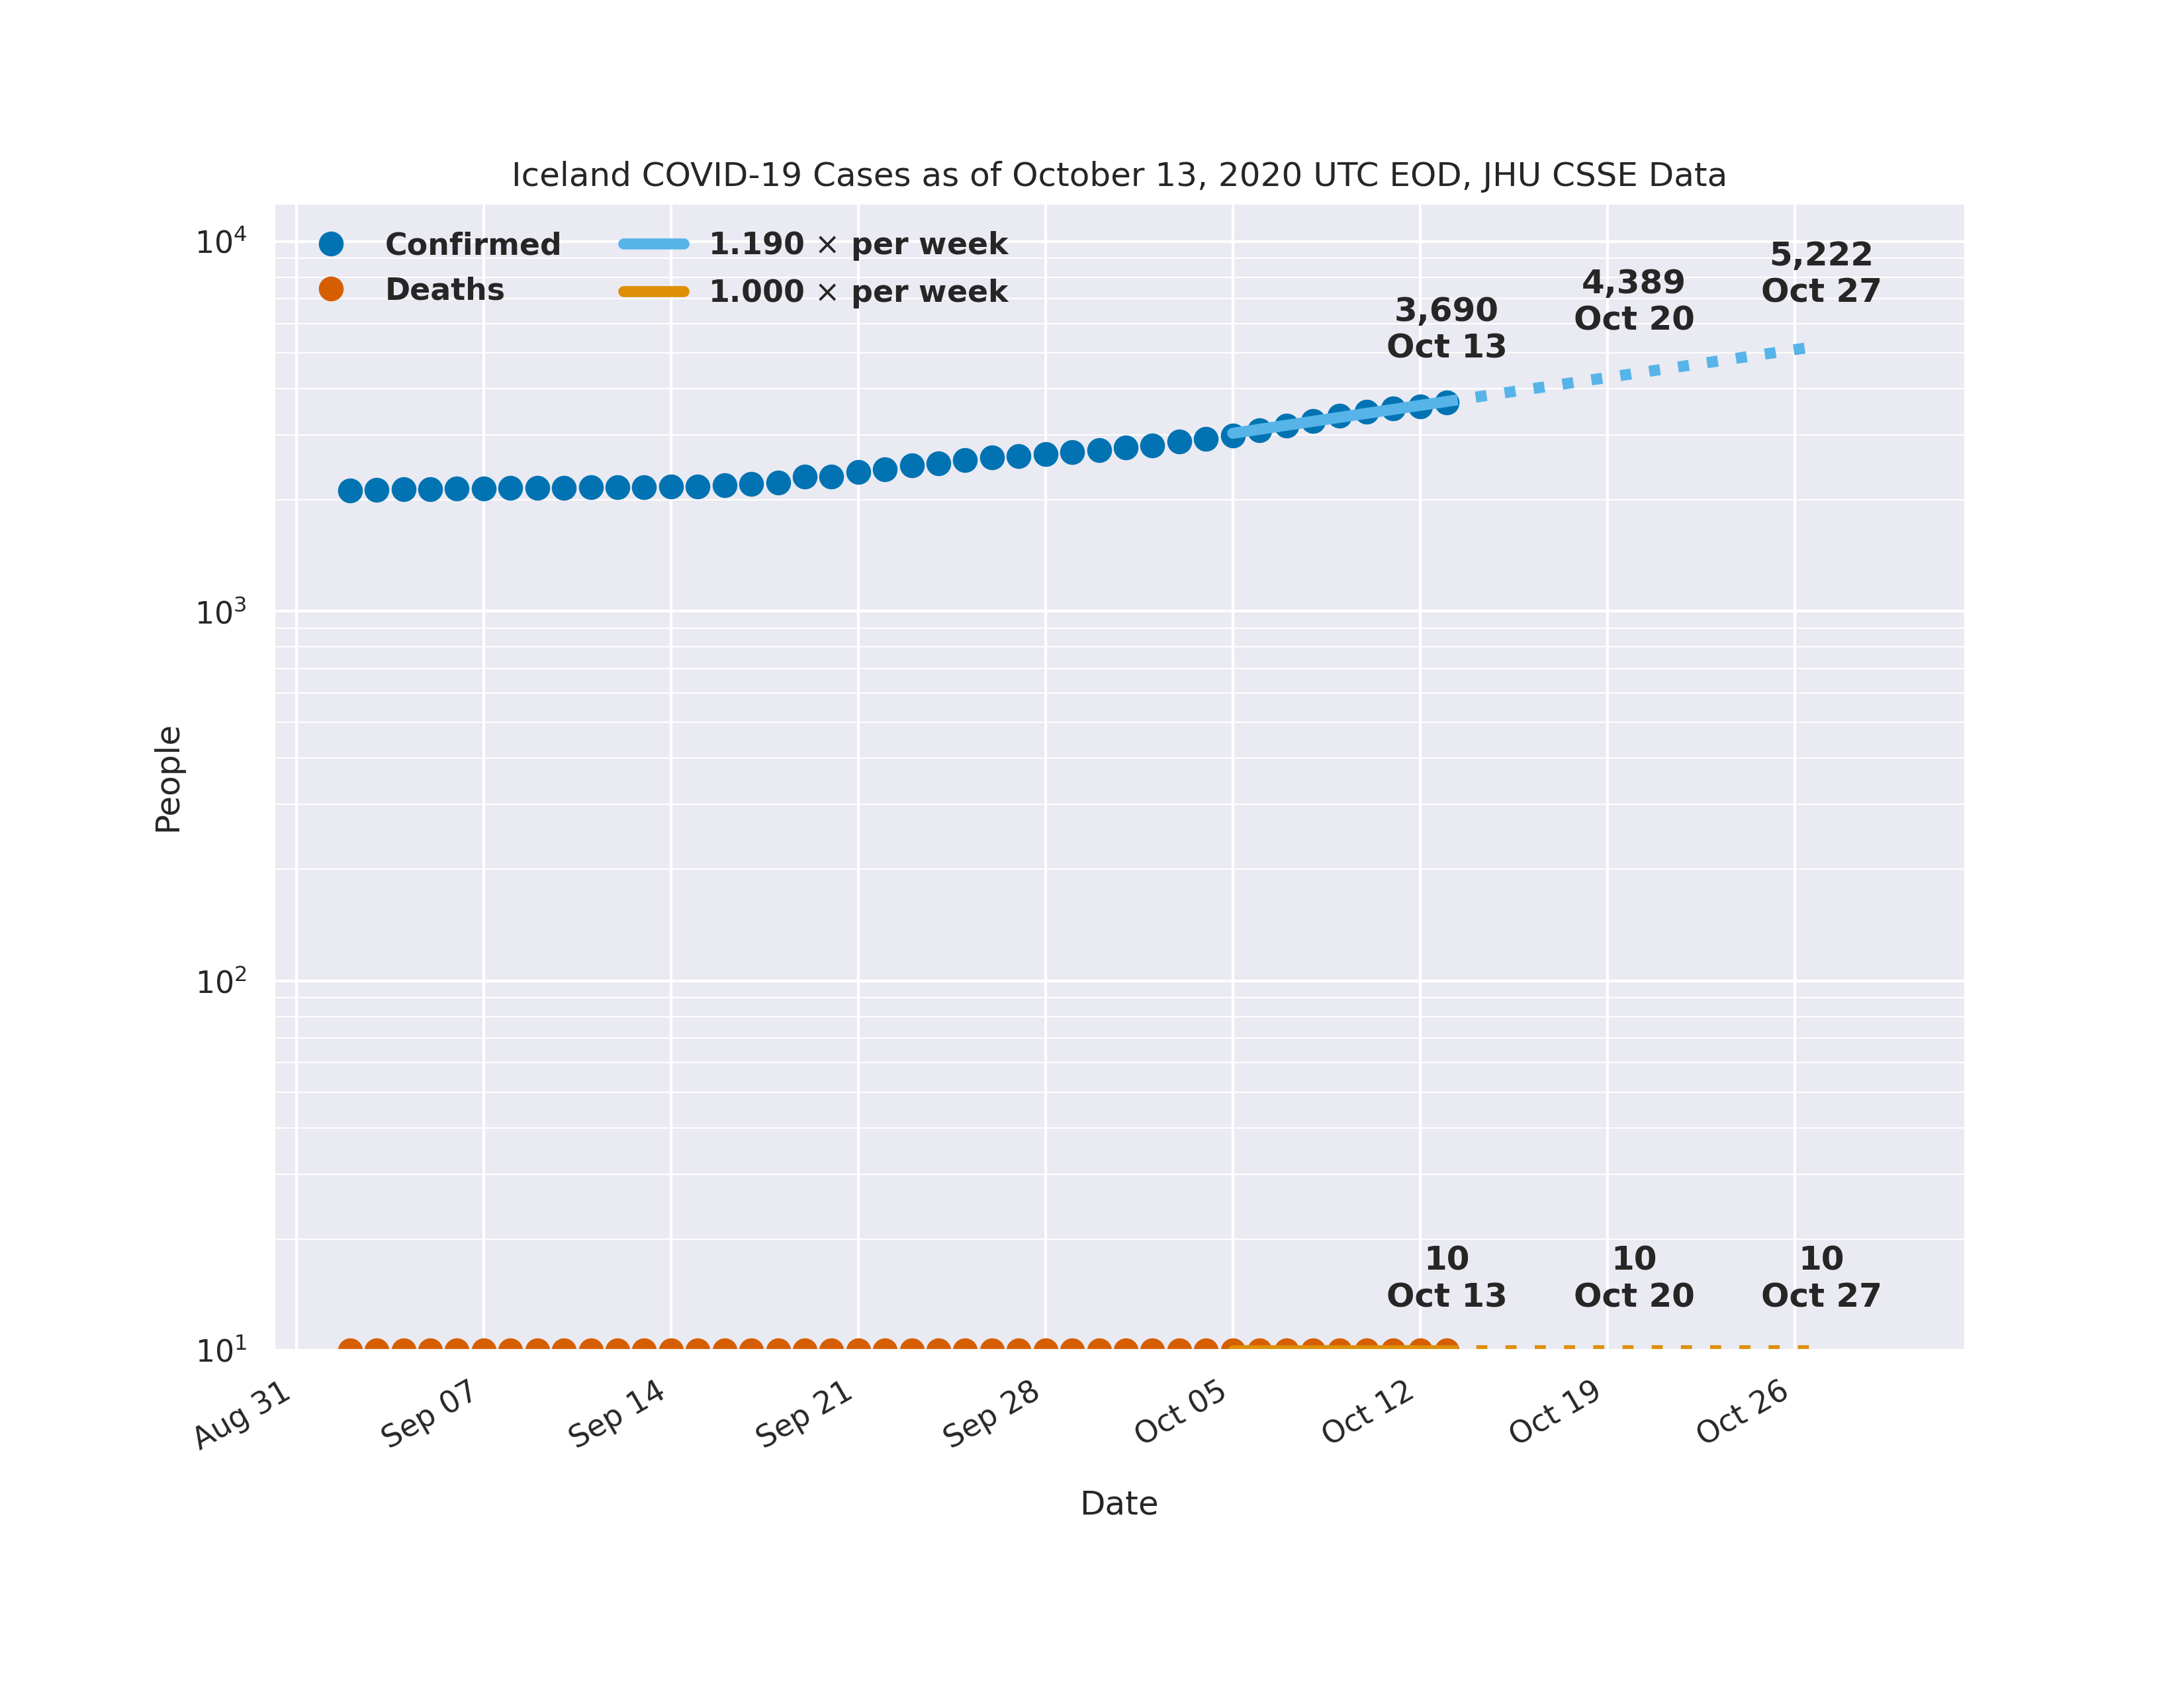 Iceland COVID-19 Cases as of October 13, 2020 UTC EOD, JHU CSSE Data
Confirmed
Deaths
1.190 × per week
1.000 × per week
3,690
Oct 13
4,389
Oct 20
5,222
Oct 27
10⁴
10³
10²
10¹
People
10
Oct 13
10
Oct 20
10
Oct 27
Aug 31
Sep 07
Sep 14
Sep 21
Sep 28
Oct 05
Oct 12
Oct 19
Oct 26
Date